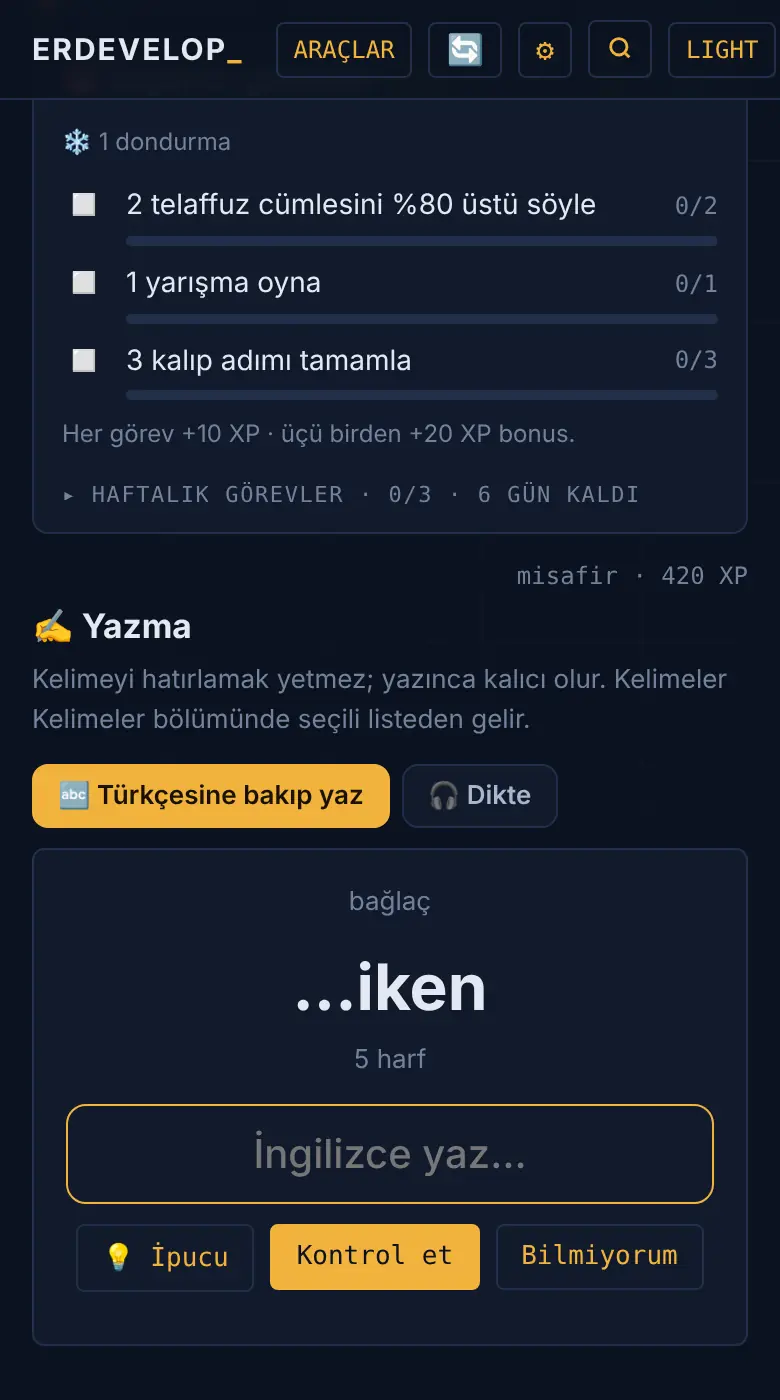 ERDEVELOP_ ARAÇLAR LIGHT
1 dondurma
2 telaffuz cümlesini %80 üstü söyle 0/2
1 yarışma oyna 0/1
3 kalıp adımı tamamla 0/3
Her görev +10 XP · üçü birden +20 XP bonus.
▸ HAFTALIK GÖREVLER · 0/3 · 6 GÜN KALDI
misafir · 420 XP
✍️ Yazma
Kelimeyi hatırlamak yetmez; yazınca kalıcı olur. Kelimeler
Kelimeler bölümünde seçili listeden gelir.
🔤 Türkçesine bakıp yaz 🎧 Dikte
bağlaç
...iken
5 harf
İngilizce yaz...
💡 İpucu Kontrol et Bilmiyorum